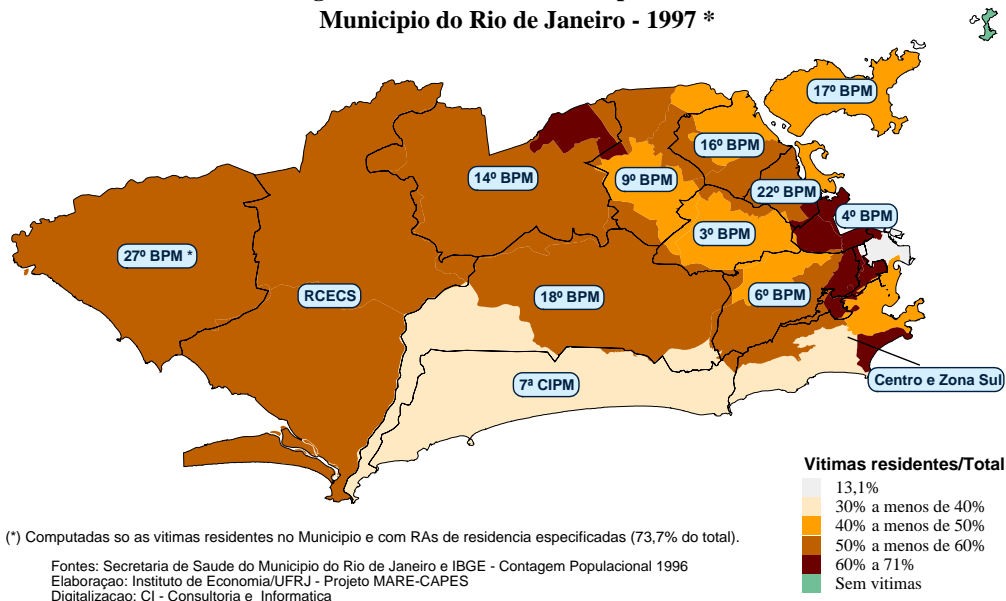 Municipio do Rio de Janeiro - 1997 *
17º BPM
16º BPM
14º BPM
9º BPM
22º BPM
4º BPM
3º BPM
27º BPM *
RCECS
18º BPM
6º BPM
7ª CIPM
Centro e Zona Sul
Vitimas residentes/Total
13,1%
30% a menos de 40%
40% a menos de 50%
50% a menos de 60%
60% a 71%
Sem vitimas
(*) Computadas so as vitimas residentes no Municipio e com RAs de residencia especificadas (73,7% do total).
Fontes: Secretaria de Saude do Municipio do Rio de Janeiro e IBGE - Contagem Populacional 1996
Elaboraçao: Instituto de Economia/UFRJ - Projeto MARE-CAPES
Digitalizaçao: CI - Consultoria e Informatica